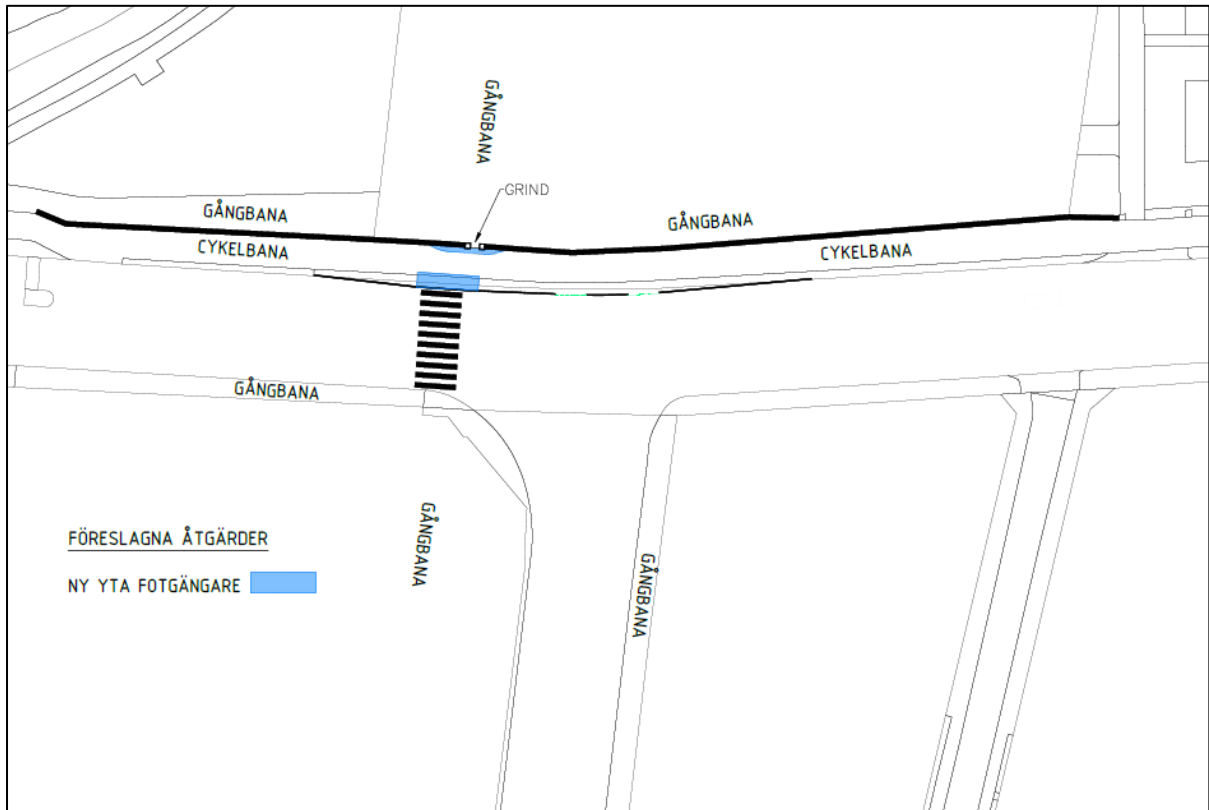 GÅNGBANA
GRIND
GÅNGBANA
GÅNGBANA
CYKELBANA
CYKELBANA
GÅNGBANA
GÅNGBANA
GÅNGBANA
FÖRESLAGNA ÅTGÄRDER
NY YTA FOTGÄNGARE